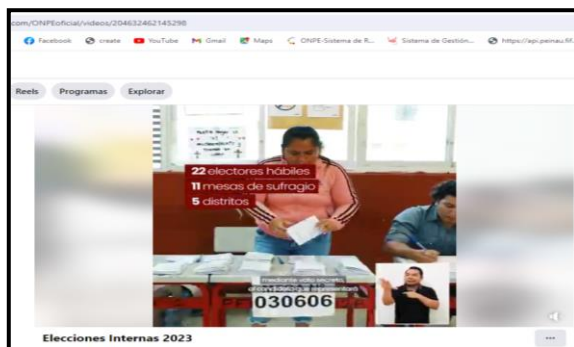 com/ONPEoficial/videos/204632462145298
Facebook create YouTube Gmail Maps ONPE-Sistema de R... Sistema de Gestión... https://api.peinau.M
Reels Programas Explorar
22 electores hábiles
11 mesas de sufragio
5 distritos
mediante voto secreto,
030606
Elecciones Internas 2023